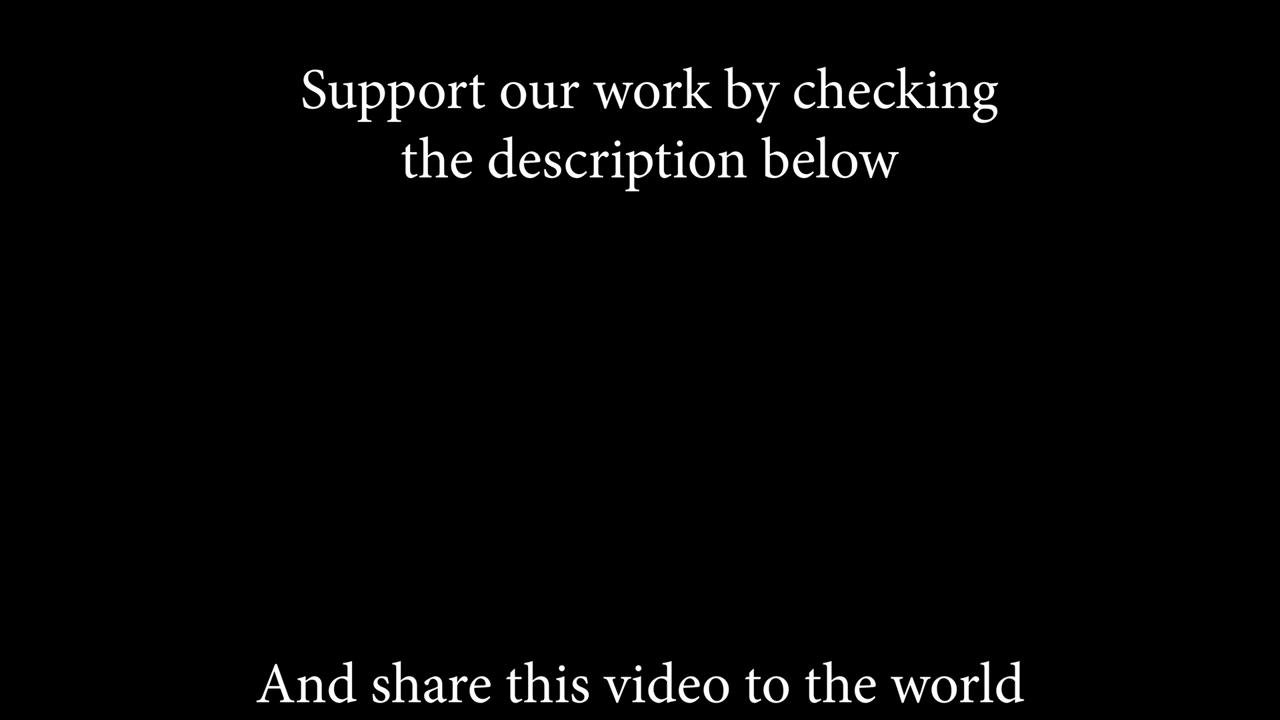 Support our work by checking
the description below
And share this video to the world